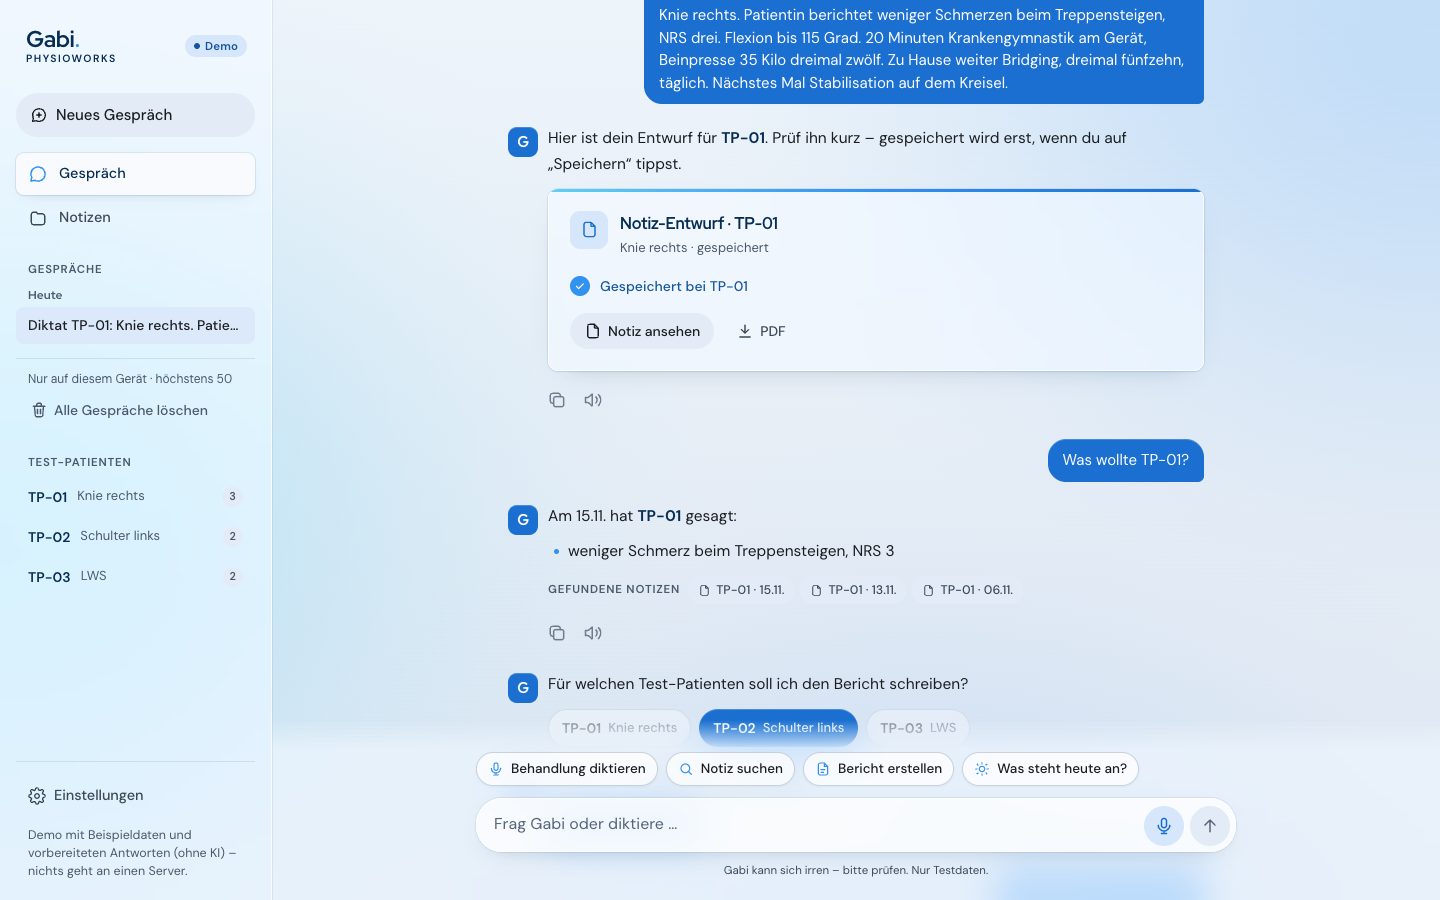 Gabi.
PHYSIOWORKS
Demo
Neues Gespräch
Gespräch
Notizen
GESPRÄCHE
Heute
Diktat TP-01: Knie rechts. Patie...
Nur auf diesem Gerät · höchstens 50
Alle Gespräche löschen
TEST-PATIENTEN
TP-01 Knie rechts 3
TP-02 Schulter links 2
TP-03 LWS 2
Einstellungen
Demo mit Beispieldaten und
vorbereiteten Antworten (ohne KI) –
nichts geht an einen Server.
Knie rechts. Patientin berichtet weniger Schmerzen beim Treppensteigen,
NRS drei. Flexion bis 115 Grad. 20 Minuten Krankengymnastik am Gerät,
Beinpresse 35 Kilo dreimal zwölf. Zu Hause weiter Bridging, dreimal fünfzehn,
täglich. Nächstes Mal Stabilisation auf dem Kreisel.
G
Hier ist dein Entwurf für TP-01. Prüf ihn kurz – gespeichert wird erst, wenn du auf
„Speichern“ tippst.
Notiz-Entwurf · TP-01
Knie rechts · gespeichert
Gespeichert bei TP-01
Notiz ansehen
PDF
Was wollte TP-01?
G
Am 15.11. hat TP-01 gesagt:
• weniger Schmerz beim Treppensteigen, NRS 3
GEFUNDENE NOTIZEN TP-01 · 15.11. TP-01 · 13.11. TP-01 · 06.11.
G
Für welchen Test-Patienten soll ich den Bericht schreiben?
TP-01 Knie rechts TP-02 Schulter links TP-03 LWS
Behandlung diktieren Notiz suchen Bericht erstellen Was steht heute an?
Frag Gabi oder diktiere ...
Gabi kann sich irren – bitte prüfen. Nur Testdaten.